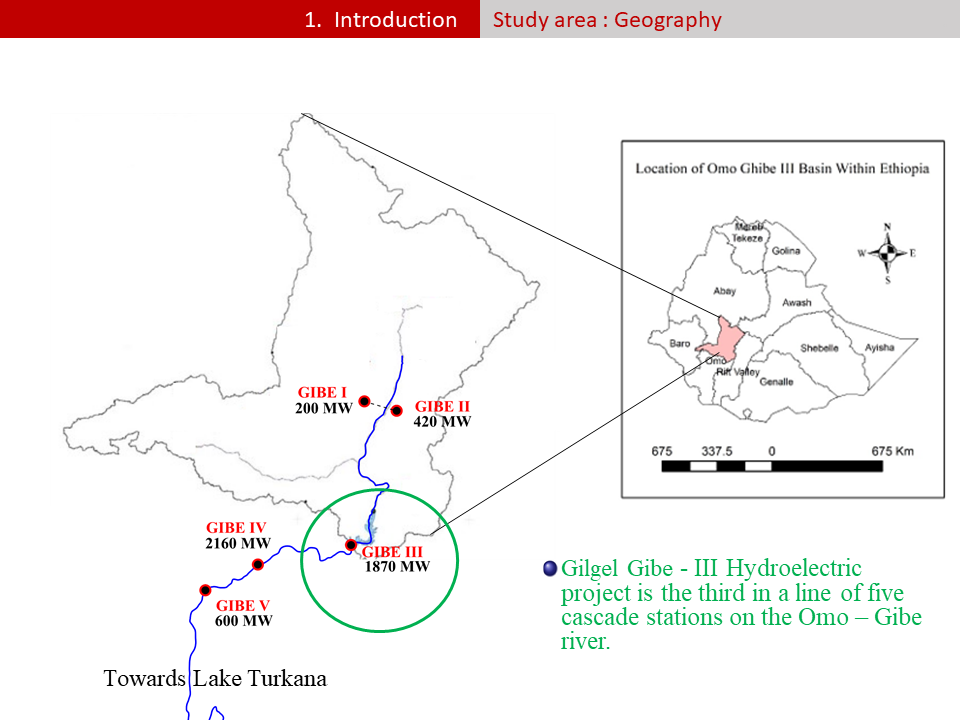 1. Introduction
Study area : Geography
Location of Omo Ghibe III Basin Within Ethiopia
N
W
E
S
Mereb
Tekeze
Golina
Abay
Awash
Baro
Omo
Rift Valley
Shebelle
Ayisha
Genalle
675
337.5
0
675 Km
GIBE I
200 MW
GIBE II
420 MW
GIBE IV
2160 MW
GIBE III
1870 MW
GIBE V
600 MW
Towards Lake Turkana
Gilgel Gibe - III Hydroelectric
project is the third in a line of five
cascade stations on the Omo – Gibe
river.